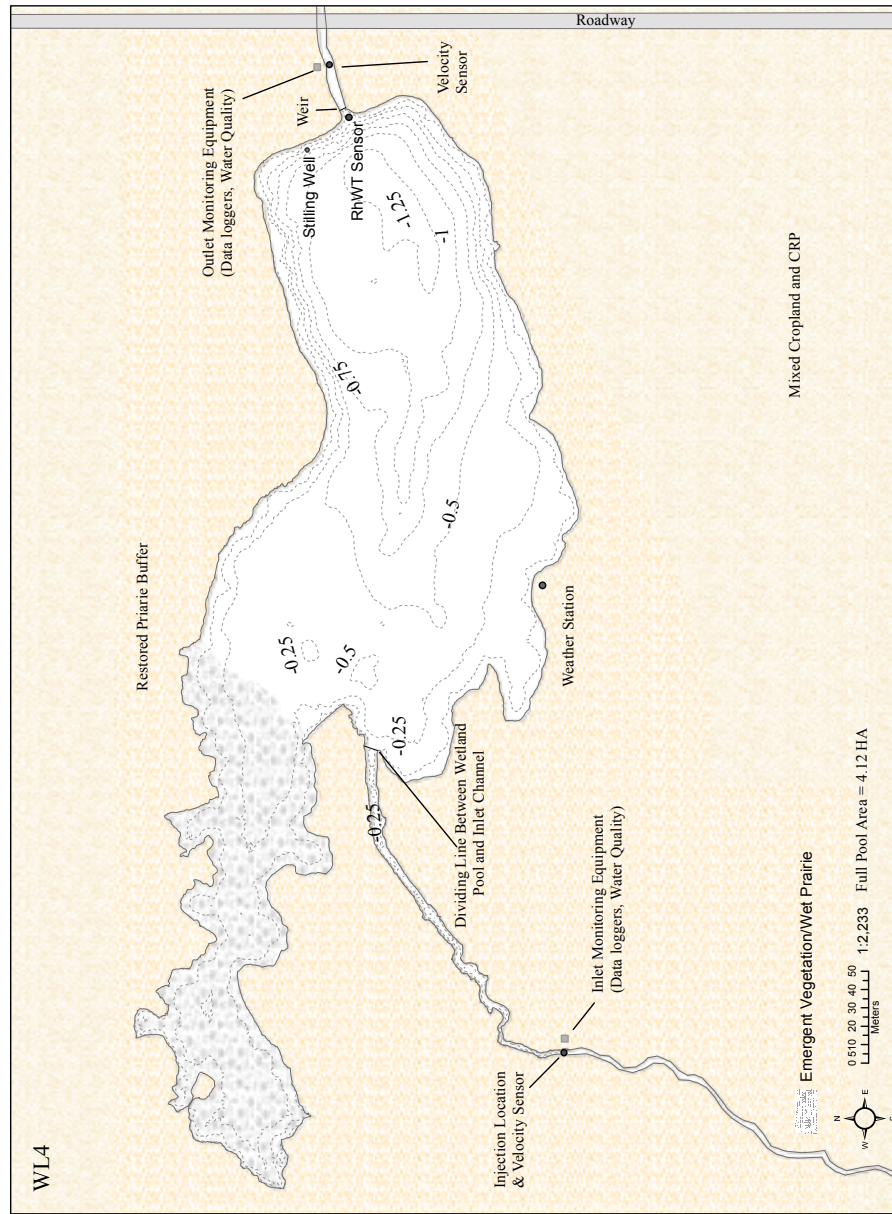 WL4
Roadway
Outlet Monitoring Equipment
(Data loggers, Water Quality)
Velocity
Sensor
Weir
Stilling Well
RhWT Sensor
-1.25
-1
-0.75
-0.5
Restored Priarie Buffer
-0.25
-0.5
-0.25
-0.25
Mixed Cropland and CRP
Weather Station
Dividing Line Between Wetland
Pool and Inlet Channel
Inlet Monitoring Equipment
(Data loggers, Water Quality)
Injection Location
& Velocity Sensor
Emergent Vegetation/Wet Prairie
0 5 10 20 30 40 50
Meters
1:2,233 Full Pool Area = 4.12 HA
N
W E
S